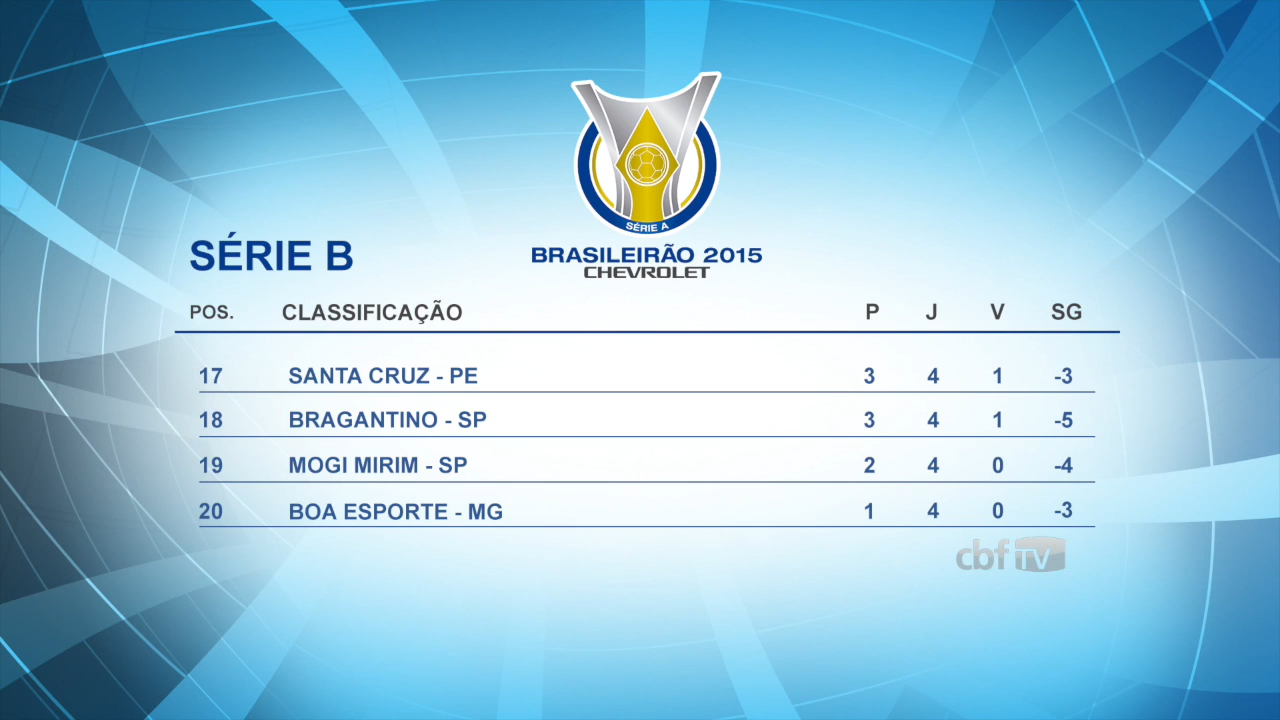 SÉRIE A
BRASILEIRÃO 2015
CHEVROLET
SÉRIE B
POS. CLASSIFICAÇÃO P J V SG
17 SANTA CRUZ - PE 3 4 1 -3
18 BRAGANTINO - SP 3 4 1 -5
19 MOGI MIRIM - SP 2 4 0 -4
20 BOA ESPORTE - MG 1 4 0 -3
cbf TV